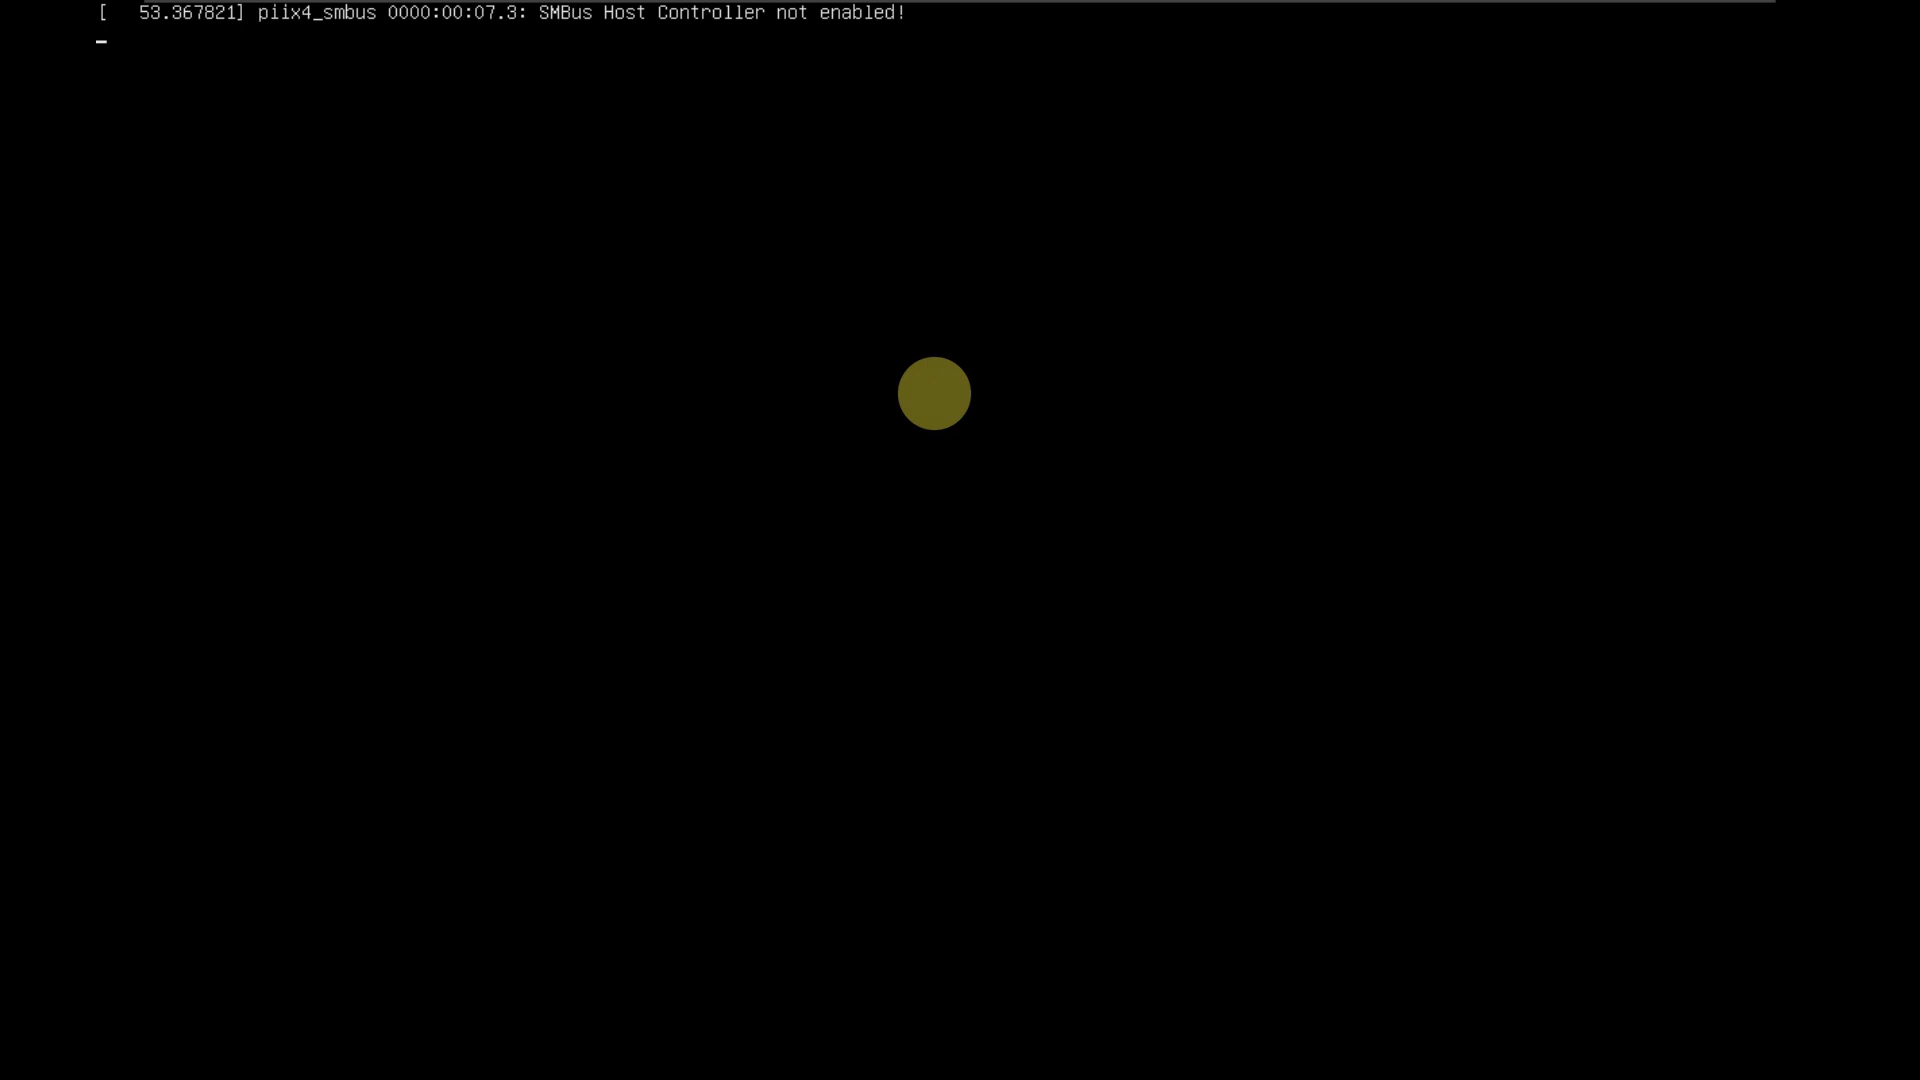 [   53.367821] piix4_smbus 0000:00:07.3: SMBus Host Controller not enabled!